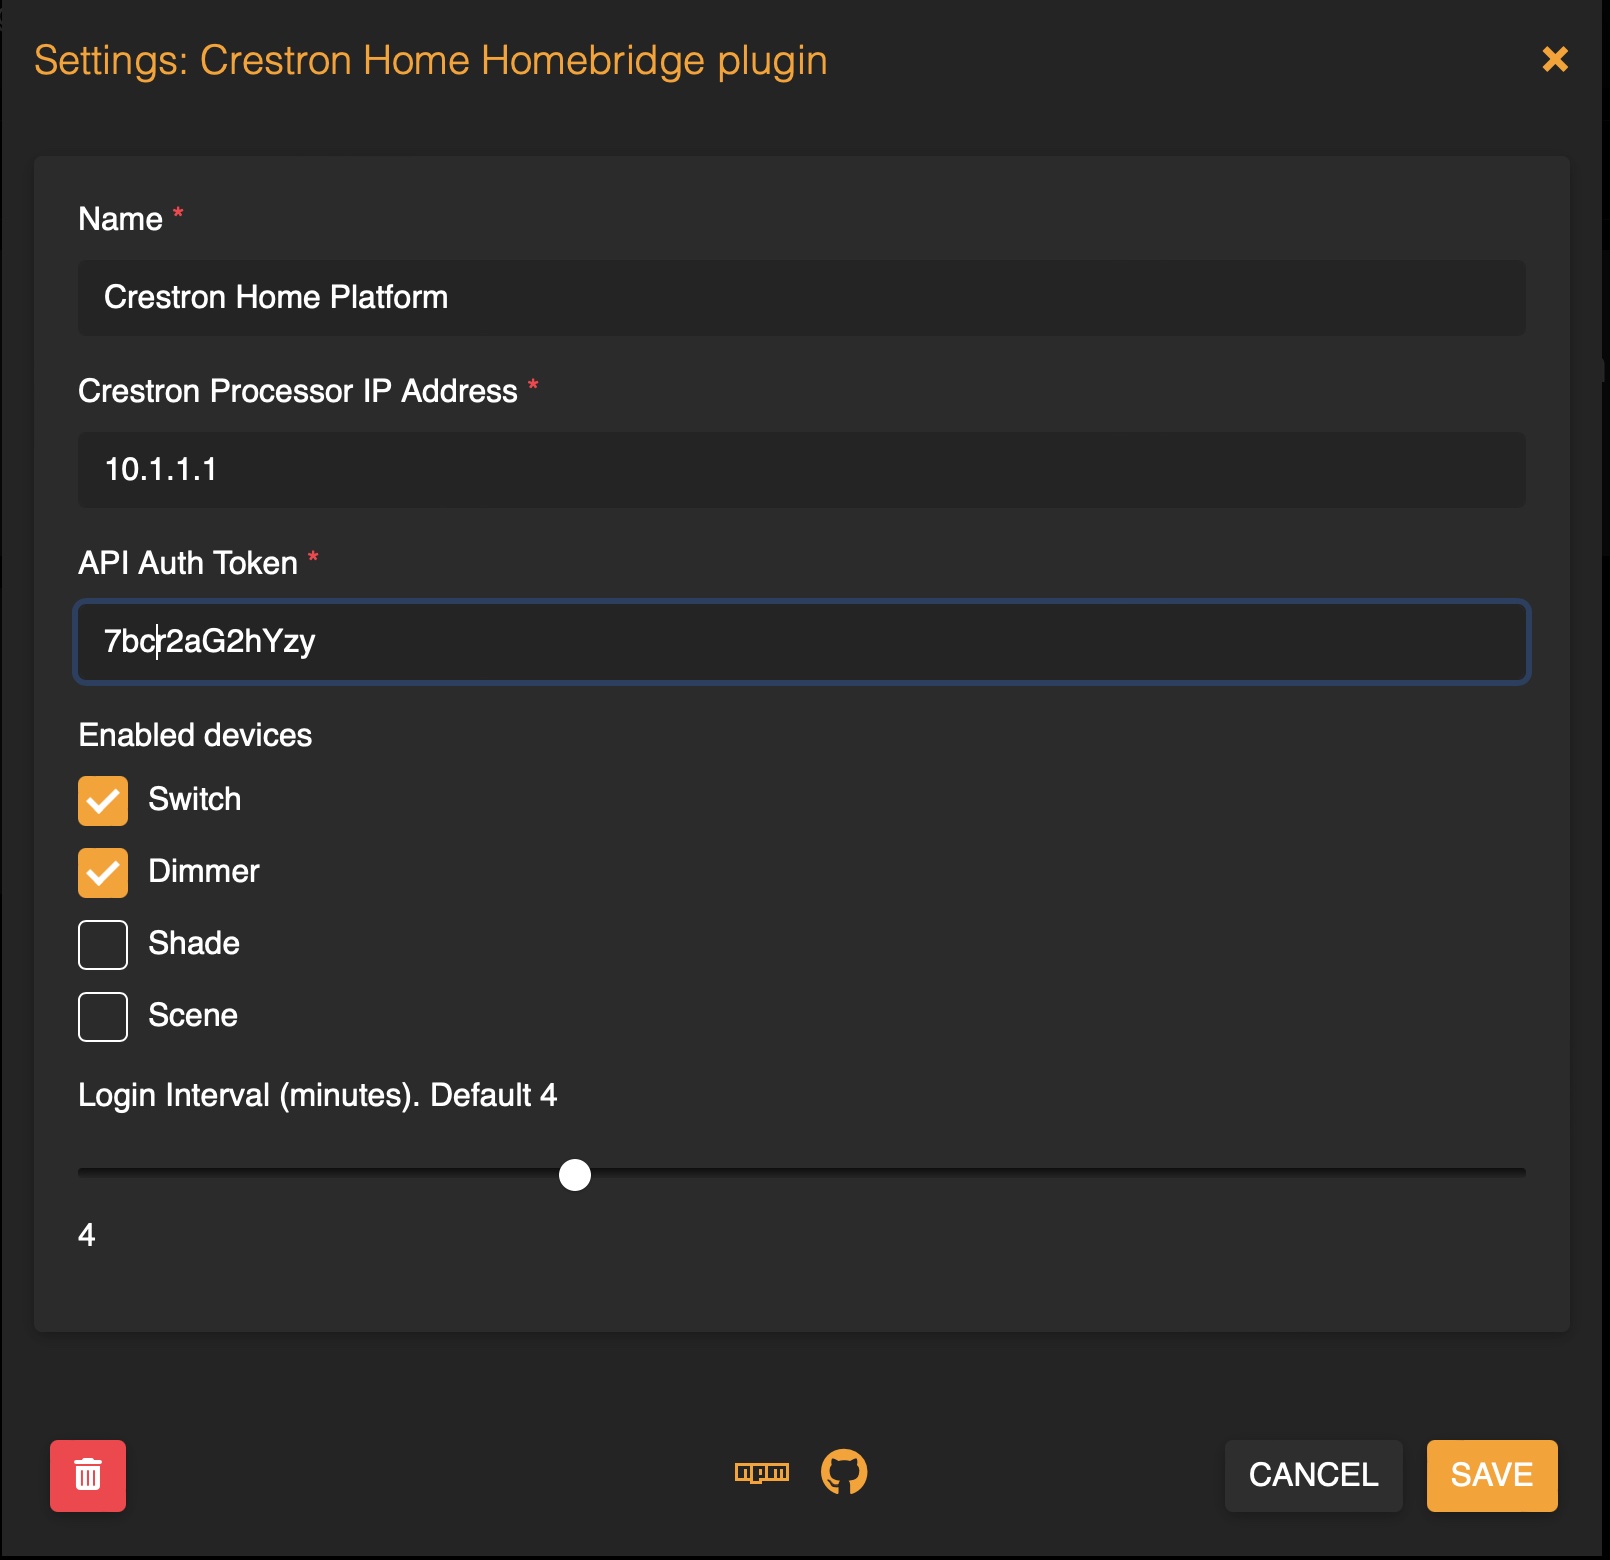 Settings: Crestron Home Homebridge plugin
Name *
Crestron Home Platform
Crestron Processor IP Address *
10.1.1.1
API Auth Token *
7bcr2aG2hYzy
Enabled devices
Switch
Dimmer
Shade
Scene
Login Interval (minutes). Default 4
4
npm
CANCEL SAVE